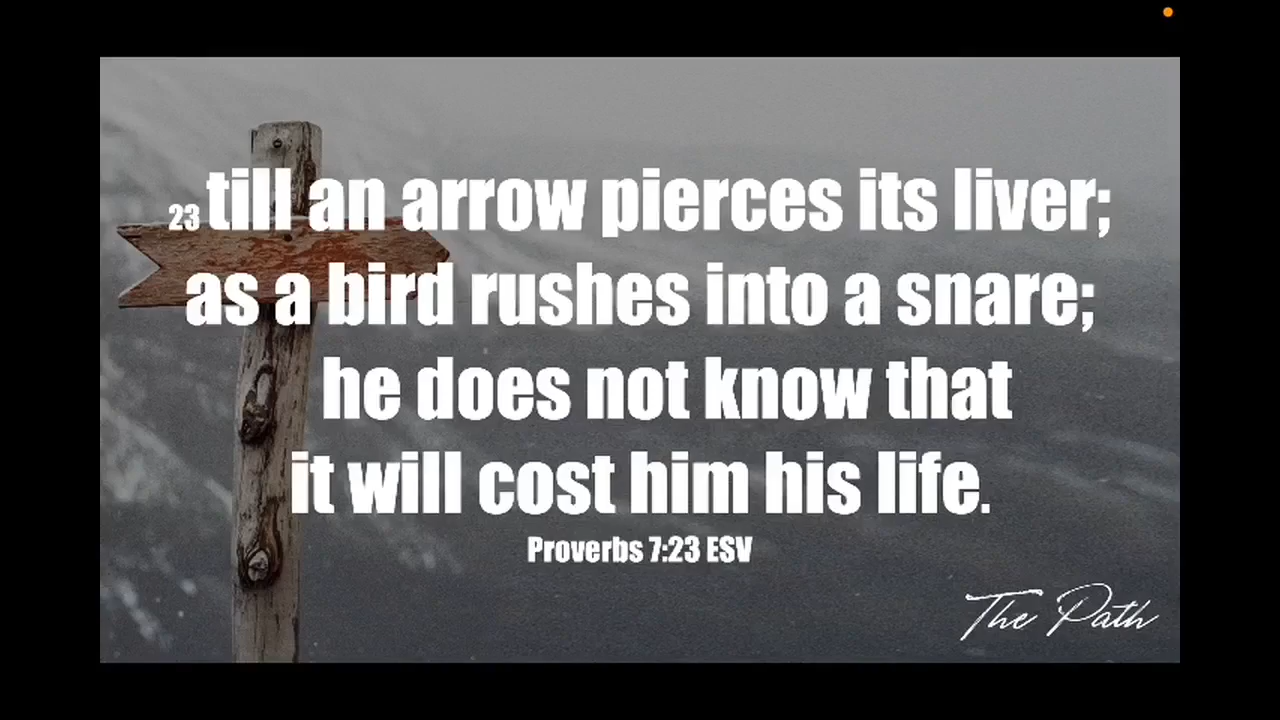 23 till an arrow pierces its liver;
as a bird rushes into a snare;
he does not know that
it will cost him his life.
Proverbs 7:23 ESV
The Path